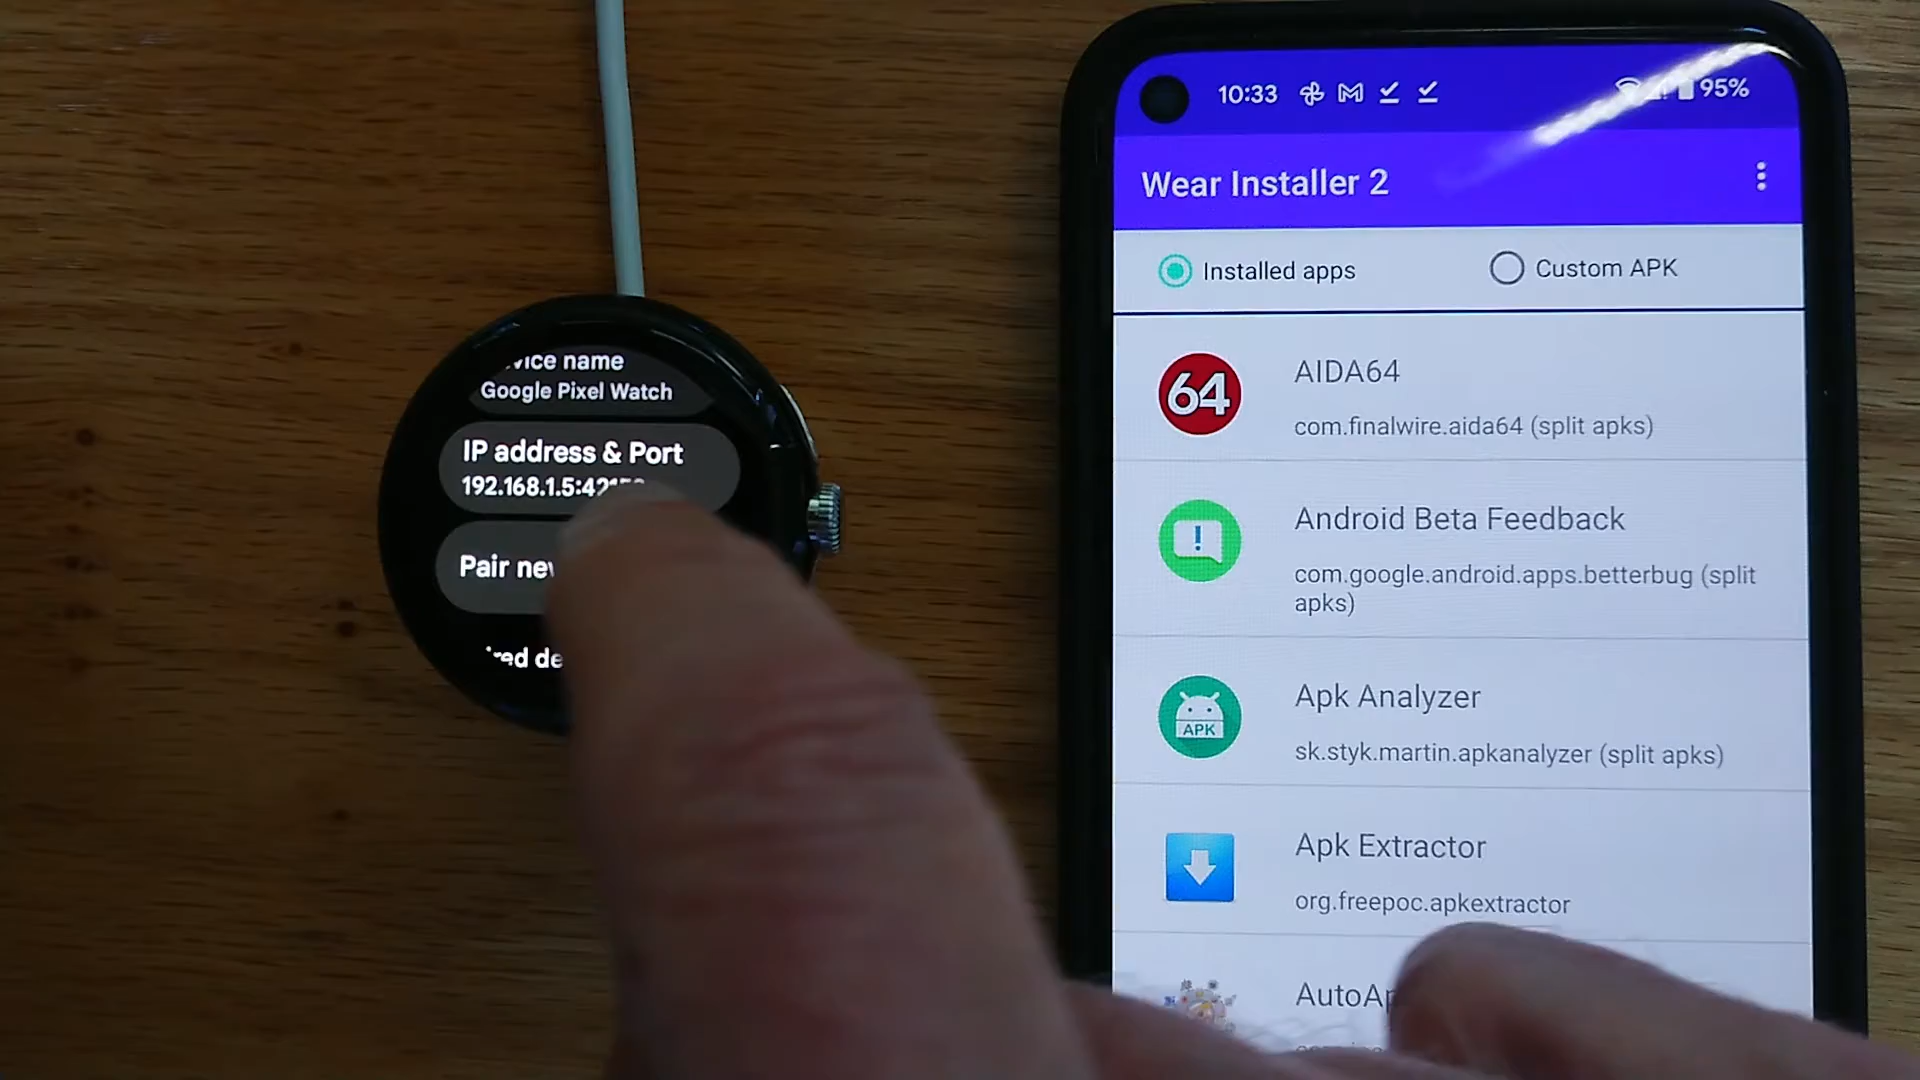 Google Pixel Watch
IP address & Port
Pair
10:33
95%
Wear Installer 2
Installed apps
Custom APK
64
AIDA64
com.finalwire.aida64 (split apks)
!
Android Beta Feedback
com.google.android.apps.betterbug (split
apks)
APK
Apk Analyzer
sk.styk.martin.apkanalyzer (split apks)
Apk Extractor
org.freepoc.apkextractor